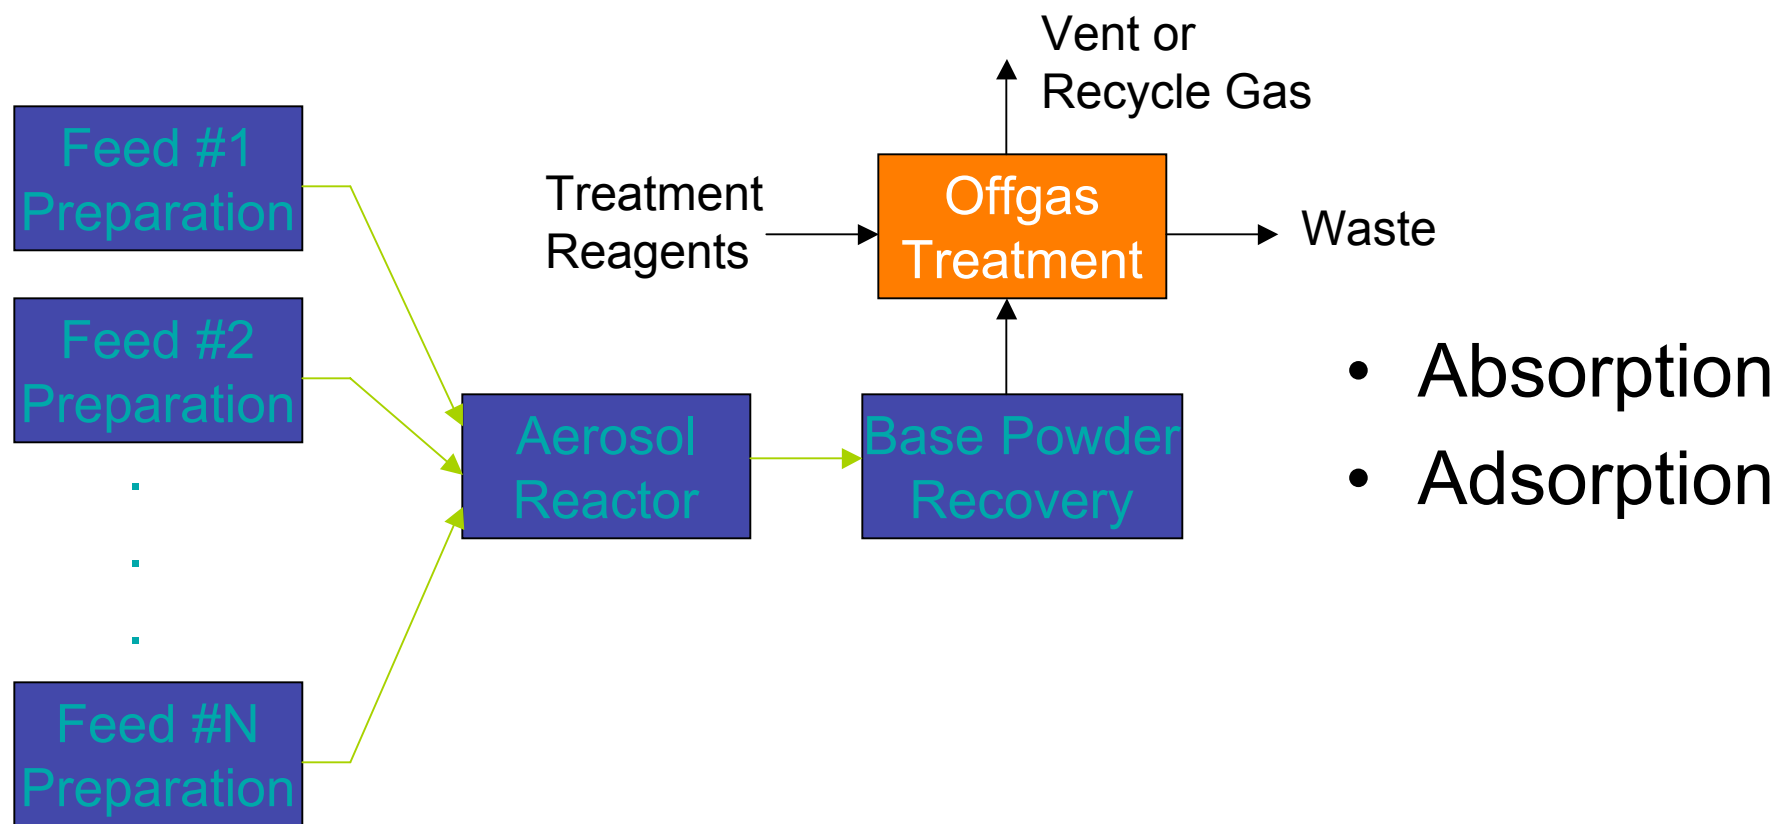 Vent or
Recycle Gas
Feed #1
Preparation
Treatment
Reagents
Offgas
Treatment
Waste
Feed #2
Preparation
• Absorption
• Adsorption
Aerosol
Reactor
Base Powder
Recovery
.
.
.
Feed #N
Preparation